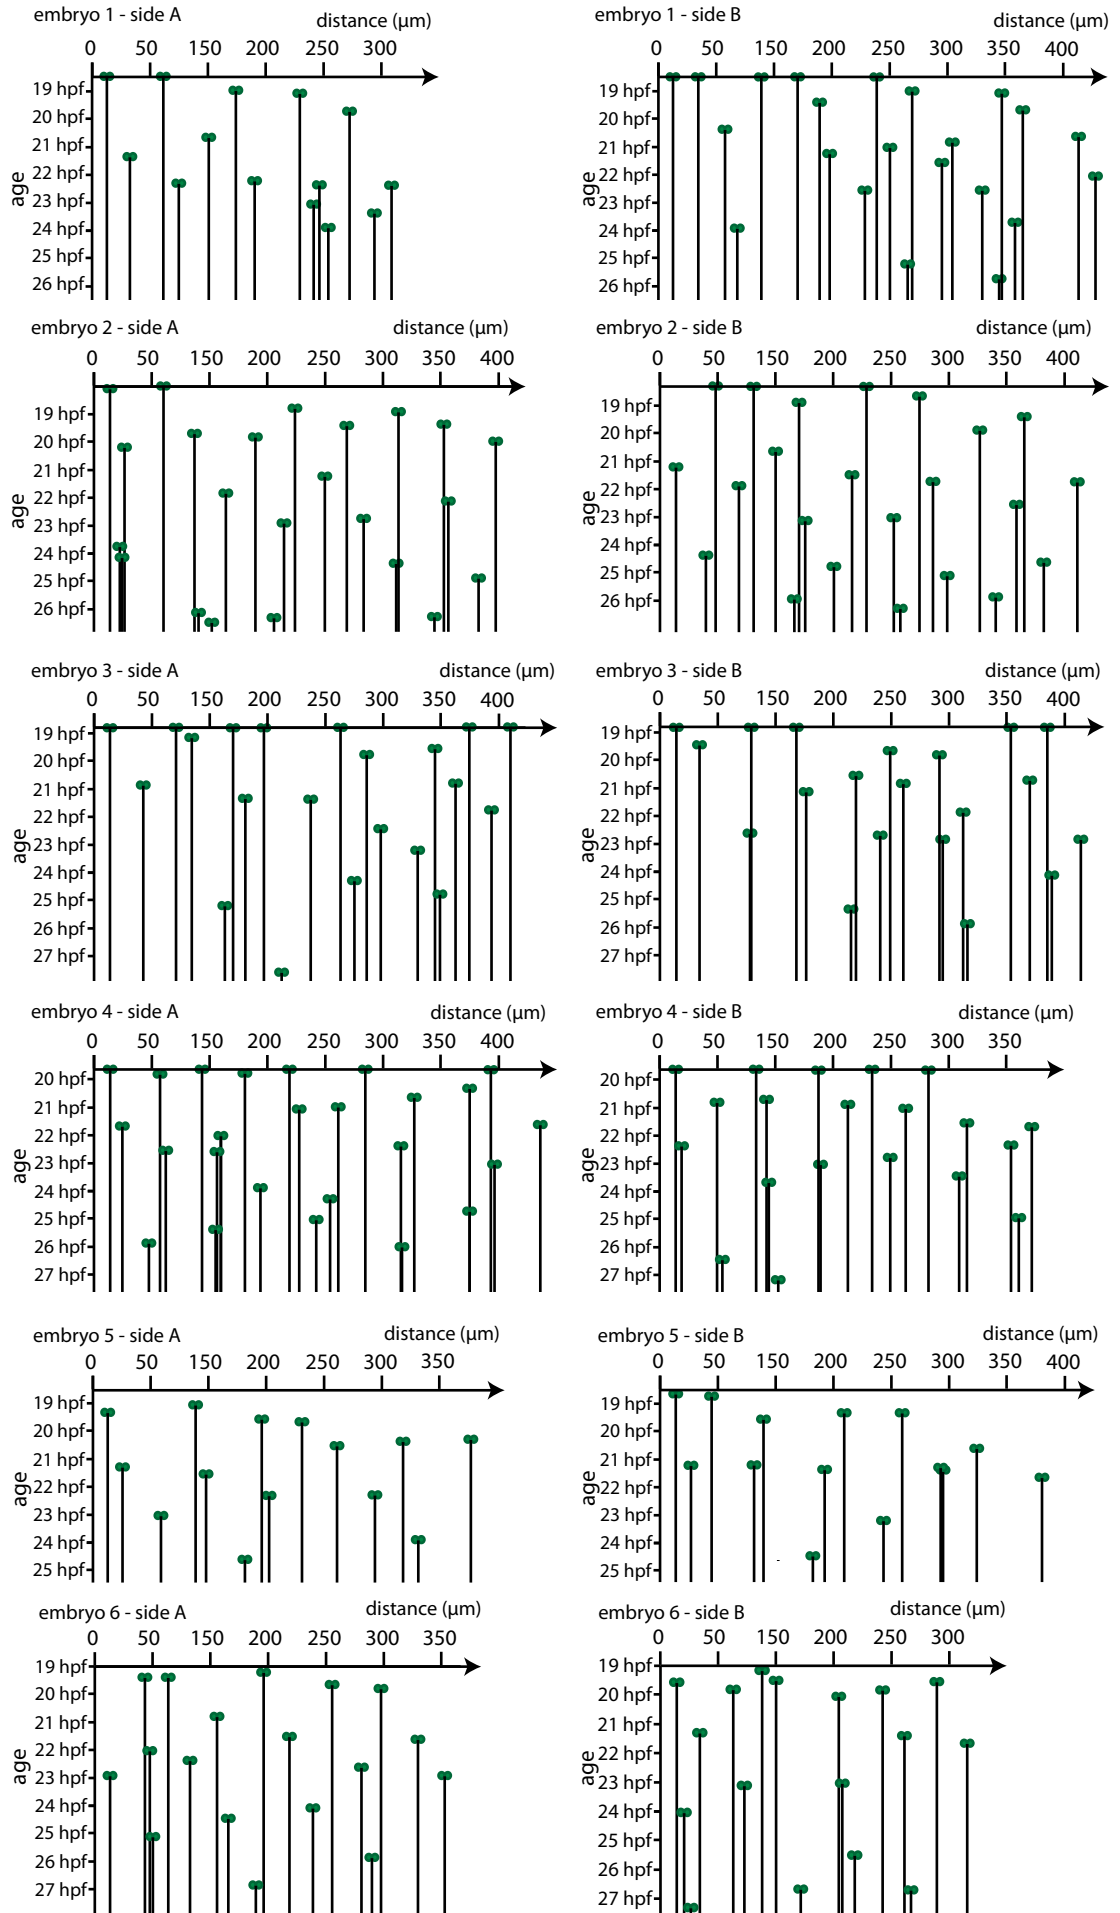 embryo 1 - side A
distance (µm)
0 50 150 200 250 300
age
19 hpf
20 hpf
21 hpf
22 hpf
23 hpf
24 hpf
25 hpf
26 hpf
embryo 1 - side B
distance (µm)
0 50 150 200 250 300 350 400
age
19 hpf
20 hpf
21 hpf
22 hpf
23 hpf
24 hpf
25 hpf
26 hpf
embryo 2 - side A
distance (µm)
0 50 150 200 250 300 350 400
age
19 hpf
20 hpf
21 hpf
22 hpf
23 hpf
24 hpf
25 hpf
26 hpf
embryo 2 - side B
distance (µm)
0 50 150 200 250 300 350 400
age
19 hpf
20 hpf
21 hpf
22 hpf
23 hpf
24 hpf
25 hpf
26 hpf
embryo 3 - side A
distance (µm)
0 50 150 200 250 300 350 400
age
19 hpf
20 hpf
21 hpf
22 hpf
23 hpf
24 hpf
25 hpf
26 hpf
27 hpf
embryo 3 - side B
distance (µm)
0 50 150 200 250 300 350 400
age
19 hpf
20 hpf
21 hpf
22 hpf
23 hpf
24 hpf
25 hpf
26 hpf
27 hpf
embryo 4 - side A
distance (µm)
0 50 150 200 250 300 350 400
age
20 hpf
21 hpf
22 hpf
23 hpf
24 hpf
25 hpf
26 hpf
27 hpf
embryo 4 - side B
distance (µm)
0 50 150 200 250 300 350
age
20 hpf
21 hpf
22 hpf
23 hpf
24 hpf
25 hpf
26 hpf
27 hpf
embryo 5 - side A
distance (µm)
0 50 150 200 250 300 350
age
19 hpf
20 hpf
21 hpf
22 hpf
23 hpf
24 hpf
25 hpf
embryo 5 - side B
distance (µm)
0 50 150 200 250 300 350 400
age
19 hpf
20 hpf
21 hpf
22 hpf
23 hpf
24 hpf
25 hpf
embryo 6 - side A
distance (µm)
0 50 150 200 250 300 350
age
19 hpf
20 hpf
21 hpf
22 hpf
23 hpf
24 hpf
25 hpf
26 hpf
27 hpf
embryo 6 - side B
distance (µm)
0 50 150 200 250 300
age
19 hpf
20 hpf
21 hpf
22 hpf
23 hpf
24 hpf
25 hpf
26 hpf
27 hpf